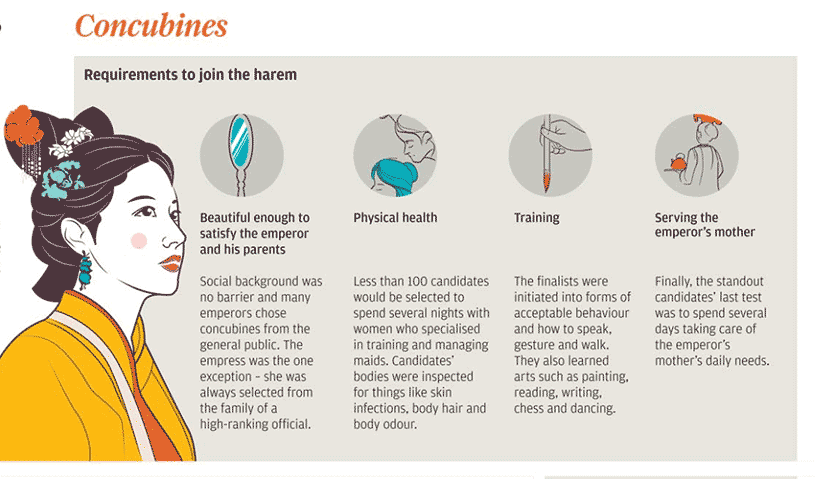 Concubines
Requirements to join the harem
Beautiful enough to
satisfy the emperor
and his parents
Social background was
no barrier and many
emperors chose
concubines from the
general public. The
empress was the one
exception – she was
always selected from
the family of a
high-ranking official.
Physical health
Less than 100 candidates
would be selected to
spend several nights with
women who specialised
in training and managing
maids. Candidates’
bodies were inspected
for things like skin
infections, body hair and
body odour.
Training
The finalists were
initiated into forms of
acceptable behaviour
and how to speak,
gesture and walk.
They also learned
arts such as painting,
reading, writing,
chess and dancing.
Serving the
emperor’s mother
Finally, the standout
candidates’ last test
was to spend several
days taking care of
the emperor’s
mother’s daily needs.